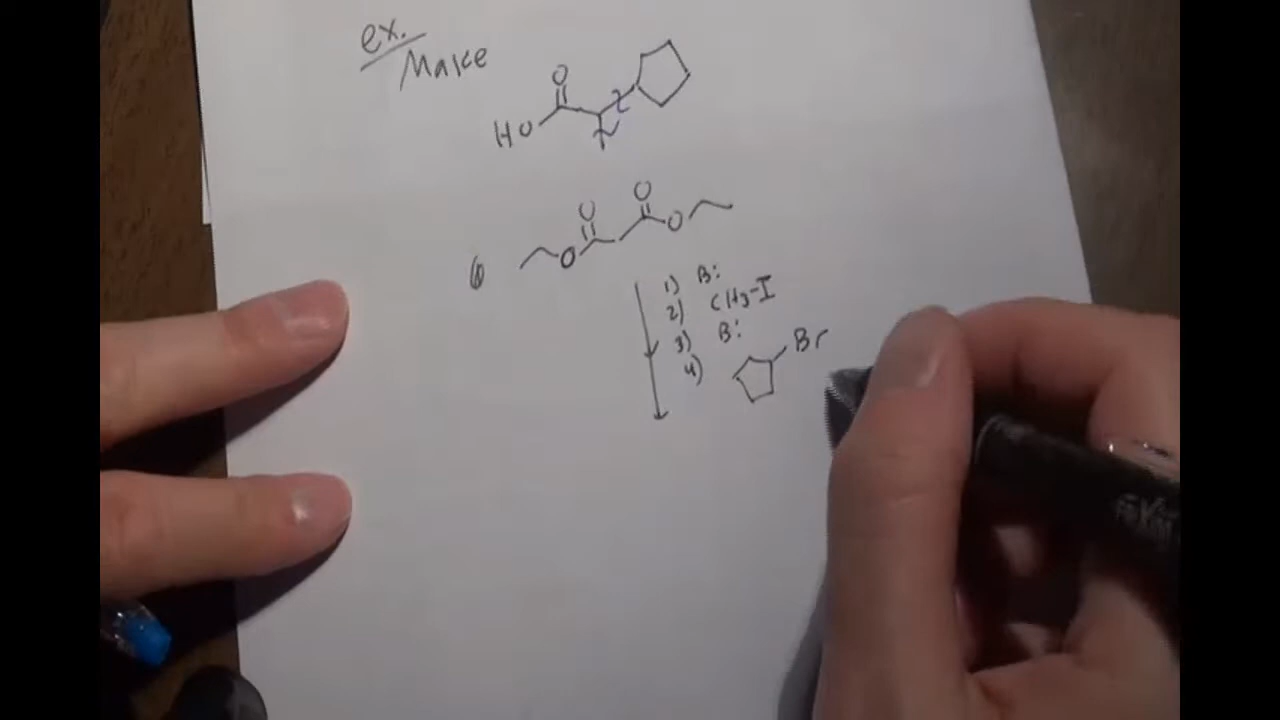 ex.
Make
O
HO
O
O
O
O
1) B:
2) CH3-I
3) B:
4)
Br